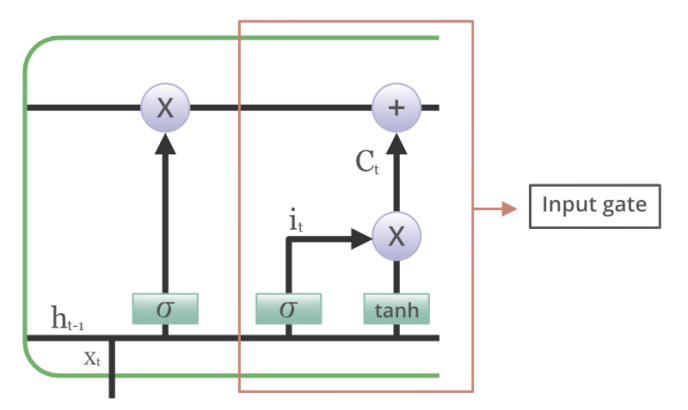 X
+
Cₜ
iₜ
X
Input gate
σ
σ
tanh
hₜ₋₁
xₜ